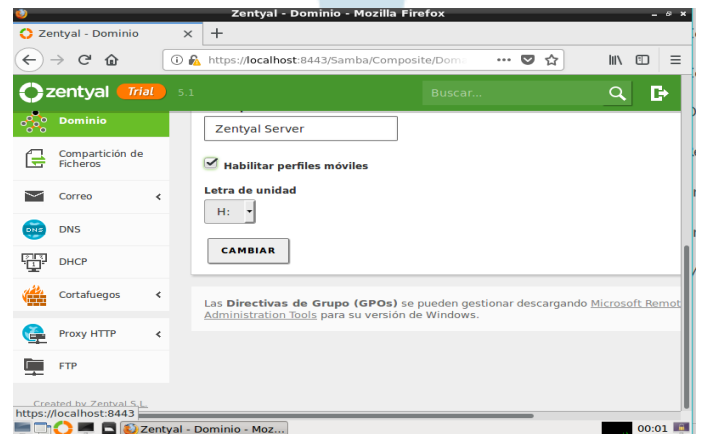 Zentyal - Dominio - Mozilla Firefox
Zentyal - Dominio
https://localhost:8443/Samba/Composite/Dom
zentyal Trial 5.1 Buscar...
Dominio
Zentyal Server
Compartición de
Ficheros
Habilitar perfiles móviles
Correo
Letra de unidad
H:
DNS
CAMBIAR
DHCP
Cortafuegos
Las Directivas de Grupo (GPOs) se pueden gestionar descargando Microsoft Remot
Administration Tools para su versión de Windows.
Proxy HTTP
FTP
Created by Zentyal S.L.
https://localhost:8443
Zentyal - Dominio - Moz...
00:01